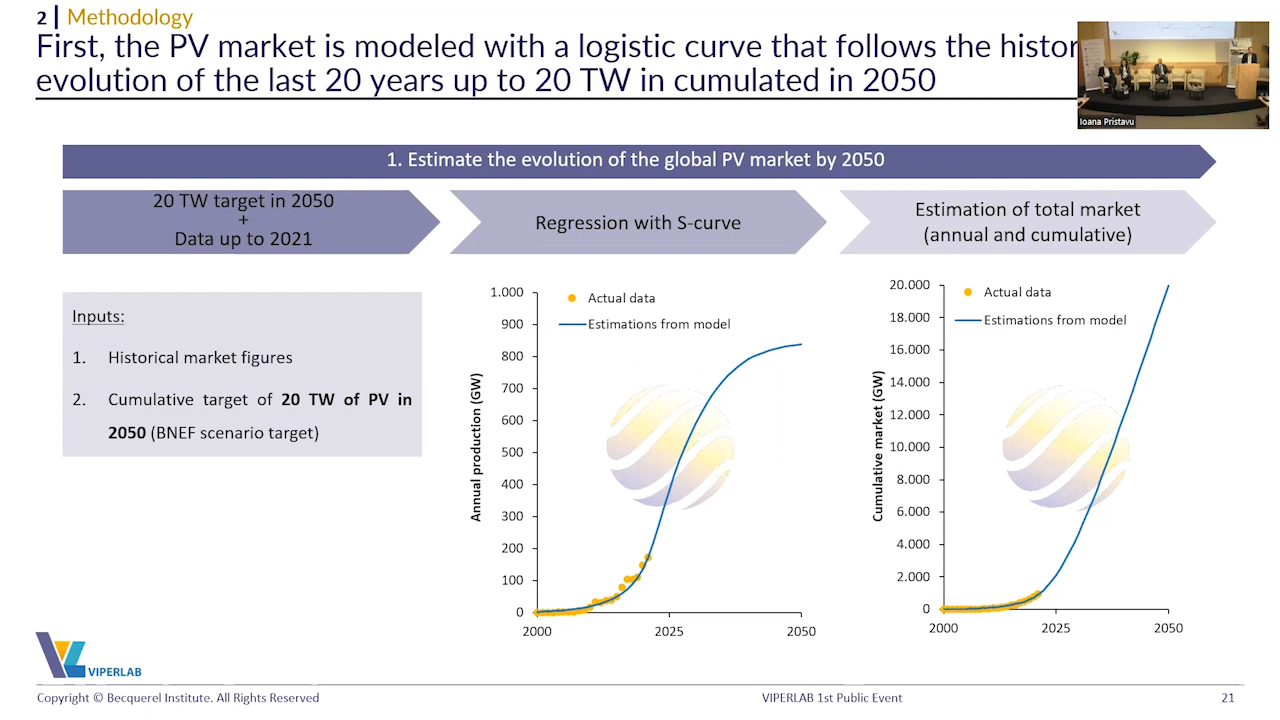 2 | Methodology
First, the PV market is modeled with a logistic curve that follows the histor
evolution of the last 20 years up to 20 TW in cumulated in 2050
Ioana Pristavu
1. Estimate the evolution of the global PV market by 2050
20 TW target in 2050
+
Data up to 2021
Regression with S-curve
Estimation of total market
(annual and cumulative)
Inputs:
1. Historical market figures
2. Cumulative target of 20 TW of PV in
2050 (BNEF scenario target)
Annual production (GW)
1.000
900
800
700
600
500
400
300
200
100
0
2000
2025
2050
Actual data
Estimations from model
Cumulative market (GW)
20.000
18.000
16.000
14.000
12.000
10.000
8.000
6.000
4.000
2.000
0
2000
2025
2050
Actual data
Estimations from model
VIPERLAB
Copyright © Becquerel Institute. All Rights Reserved
VIPERLAB 1st Public Event
21